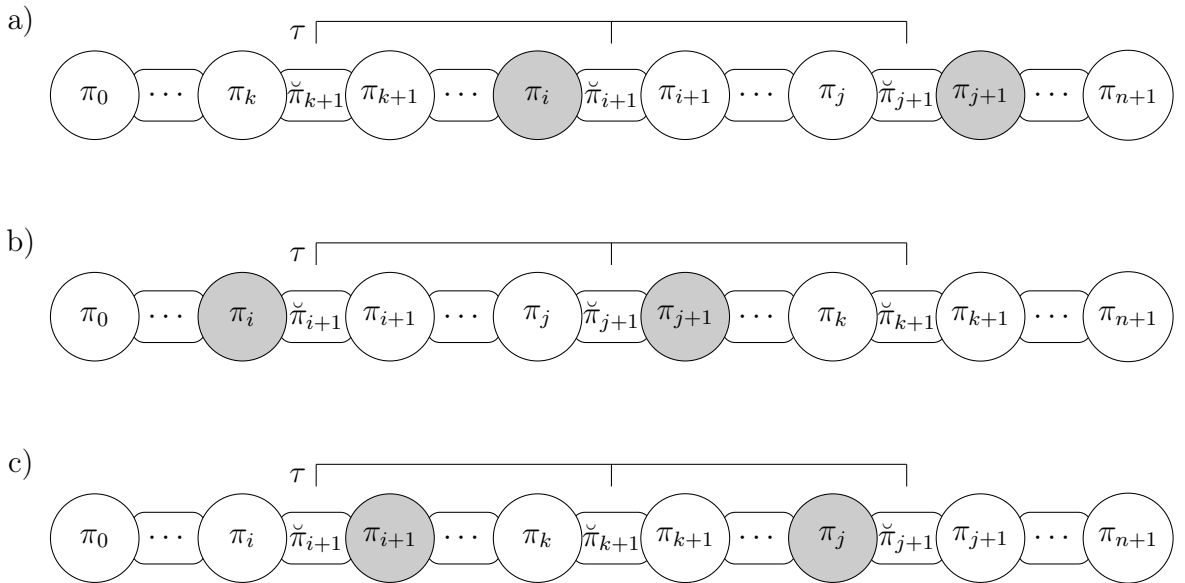 a)
τ
π₀ ⋯ πₖ π̆ₖ₊₁ πₖ₊₁ ⋯ πᵢ π̆ᵢ₊₁ πᵢ₊₁ ⋯ πⱼ π̆ⱼ₊₁ πⱼ₊₁ ⋯ πₙ₊₁
b)
τ
π₀ ⋯ πᵢ π̆ᵢ₊₁ πᵢ₊₁ ⋯ πⱼ π̆ⱼ₊₁ πⱼ₊₁ ⋯ πₖ π̆ₖ₊₁ πₖ₊₁ ⋯ πₙ₊₁
c)
τ
π₀ ⋯ πᵢ π̆ᵢ₊₁ πᵢ₊₁ ⋯ πₖ π̆ₖ₊₁ πₖ₊₁ ⋯ πⱼ π̆ⱼ₊₁ πⱼ₊₁ ⋯ πₙ₊₁